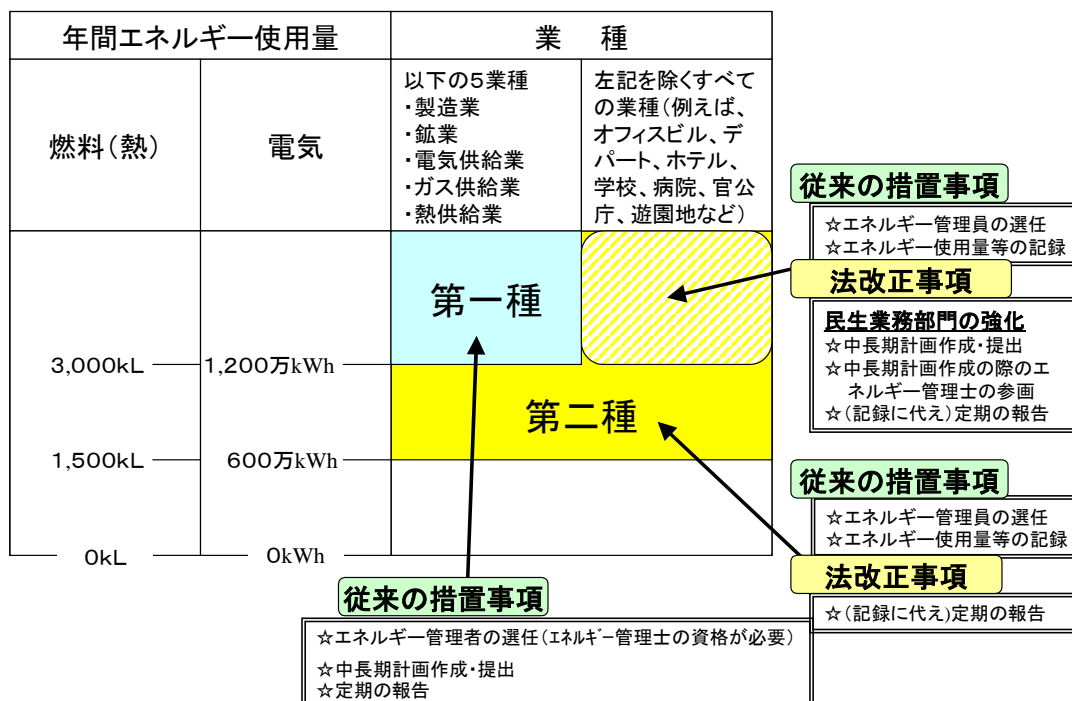 年間エネルギー使用量
業 種
燃料(熱)
電気
以下の5業種
・製造業
・鉱業
・電気供給業
・ガス供給業
・熱供給業
左記を除くすべて
の業種(例えば、
オフィスビル、デ
パート、ホテル、
学校、病院、官公
庁、遊園地など)
従来の措置事項
☆エネルギー管理員の選任
☆エネルギー使用量等の記録
法改正事項
民生業務部門の強化
☆中長期計画作成・提出
☆中長期計画作成の際のエ
ネルギー管理士の参画
☆(記録に代え)定期の報告
第一種
3,000kL
1,200万kWh
第二種
1,500kL
600万kWh
従来の措置事項
☆エネルギー管理員の選任
☆エネルギー使用量等の記録
法改正事項
☆(記録に代え)定期の報告
0kL
0kWh
従来の措置事項
☆エネルギー管理者の選任(エネルギー管理士の資格が必要)
☆中長期計画作成・提出
☆定期の報告